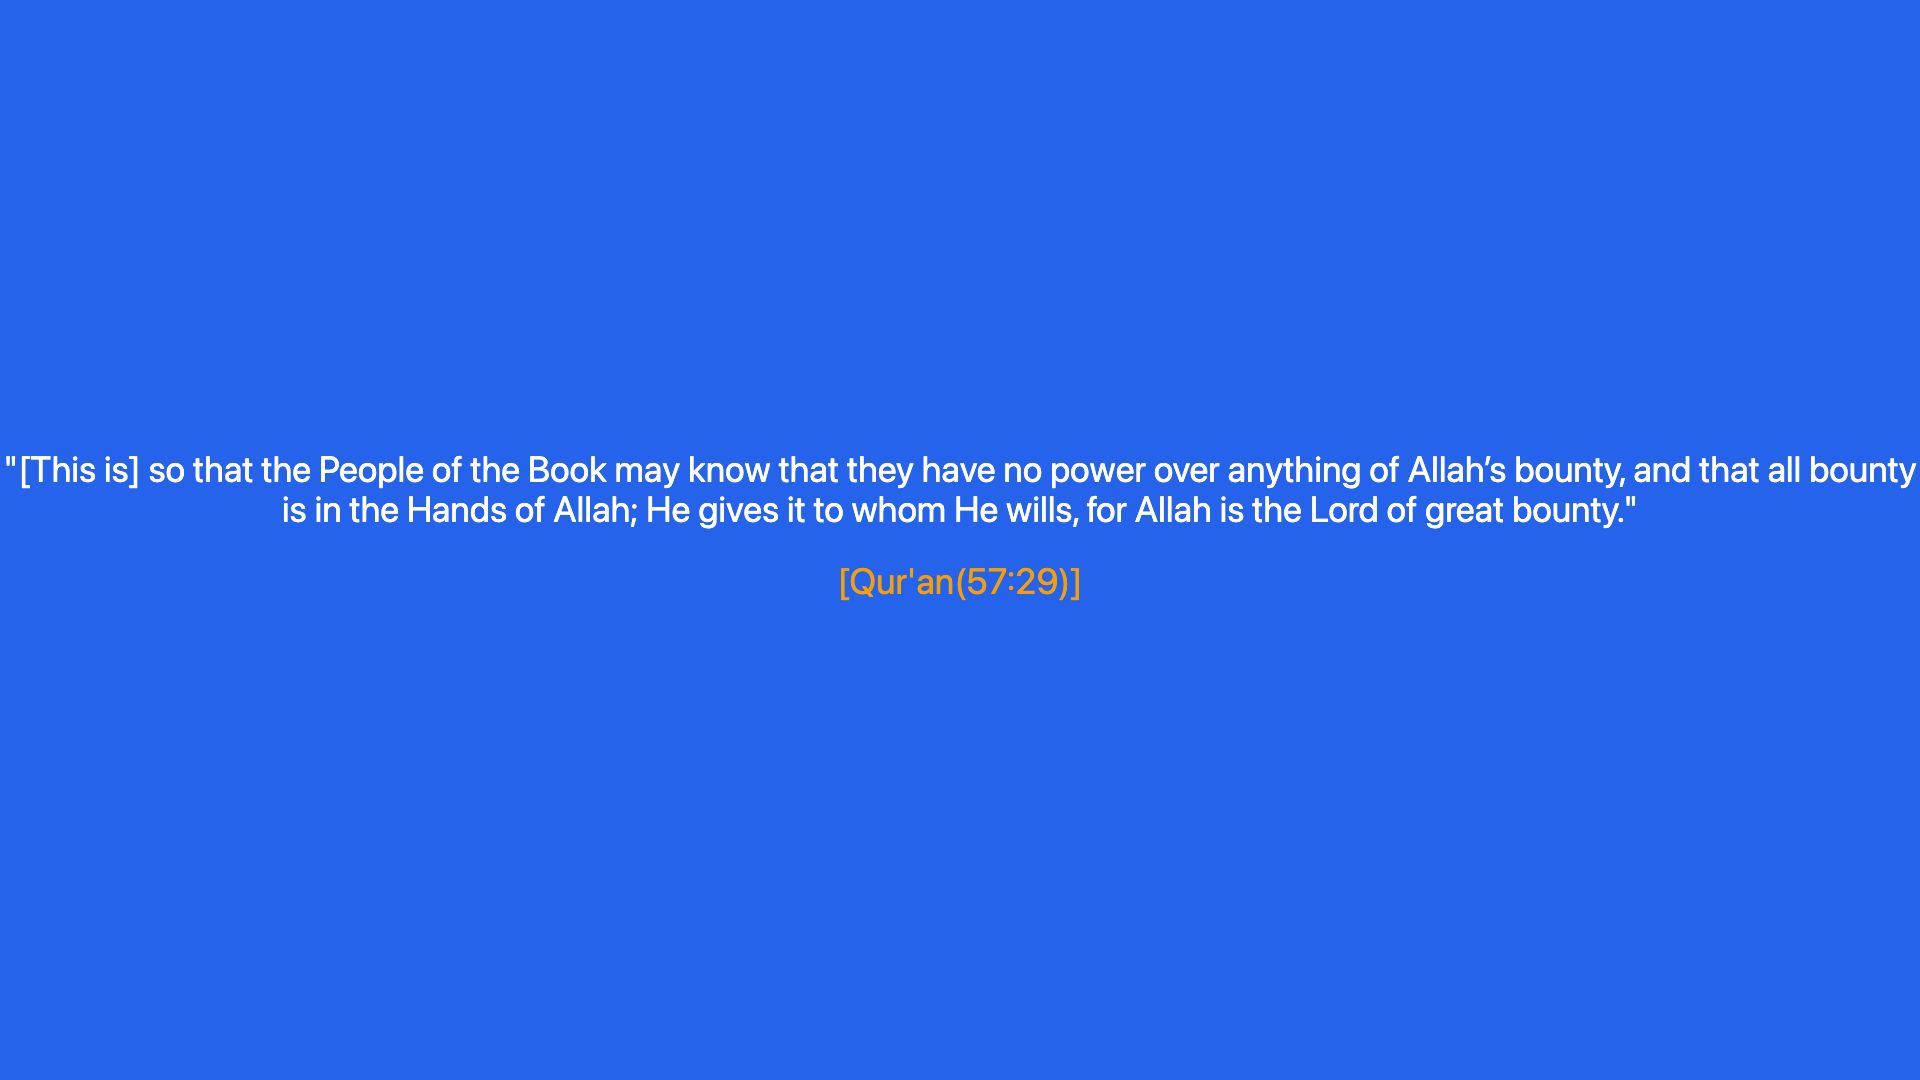 "[This is] so that the People of the Book may know that they have no power over anything of Allah’s bounty, and that all bounty
is in the Hands of Allah; He gives it to whom He wills, for Allah is the Lord of great bounty."
[Qur'an(57:29)]